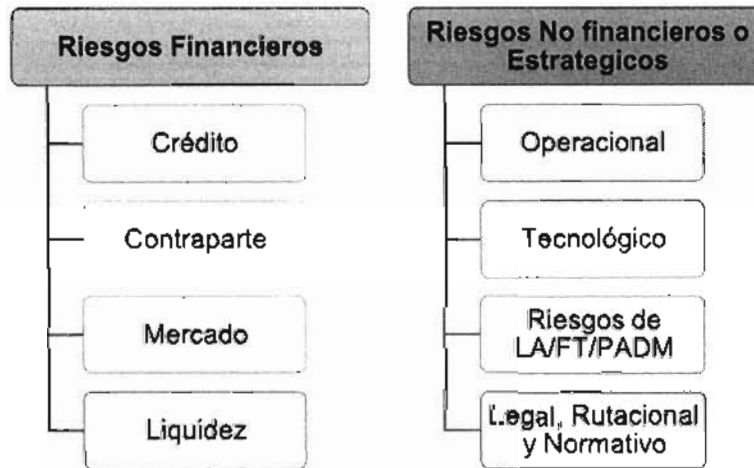 Riesgos Financieros
Crédito
Contraparte
Mercado
Liquídez
Riesgos No financieros o
Estrategicos
Operacional
Tecnológico
Riesgos de
LA/FT/PADM
Legal, Rutacional
y Normativo